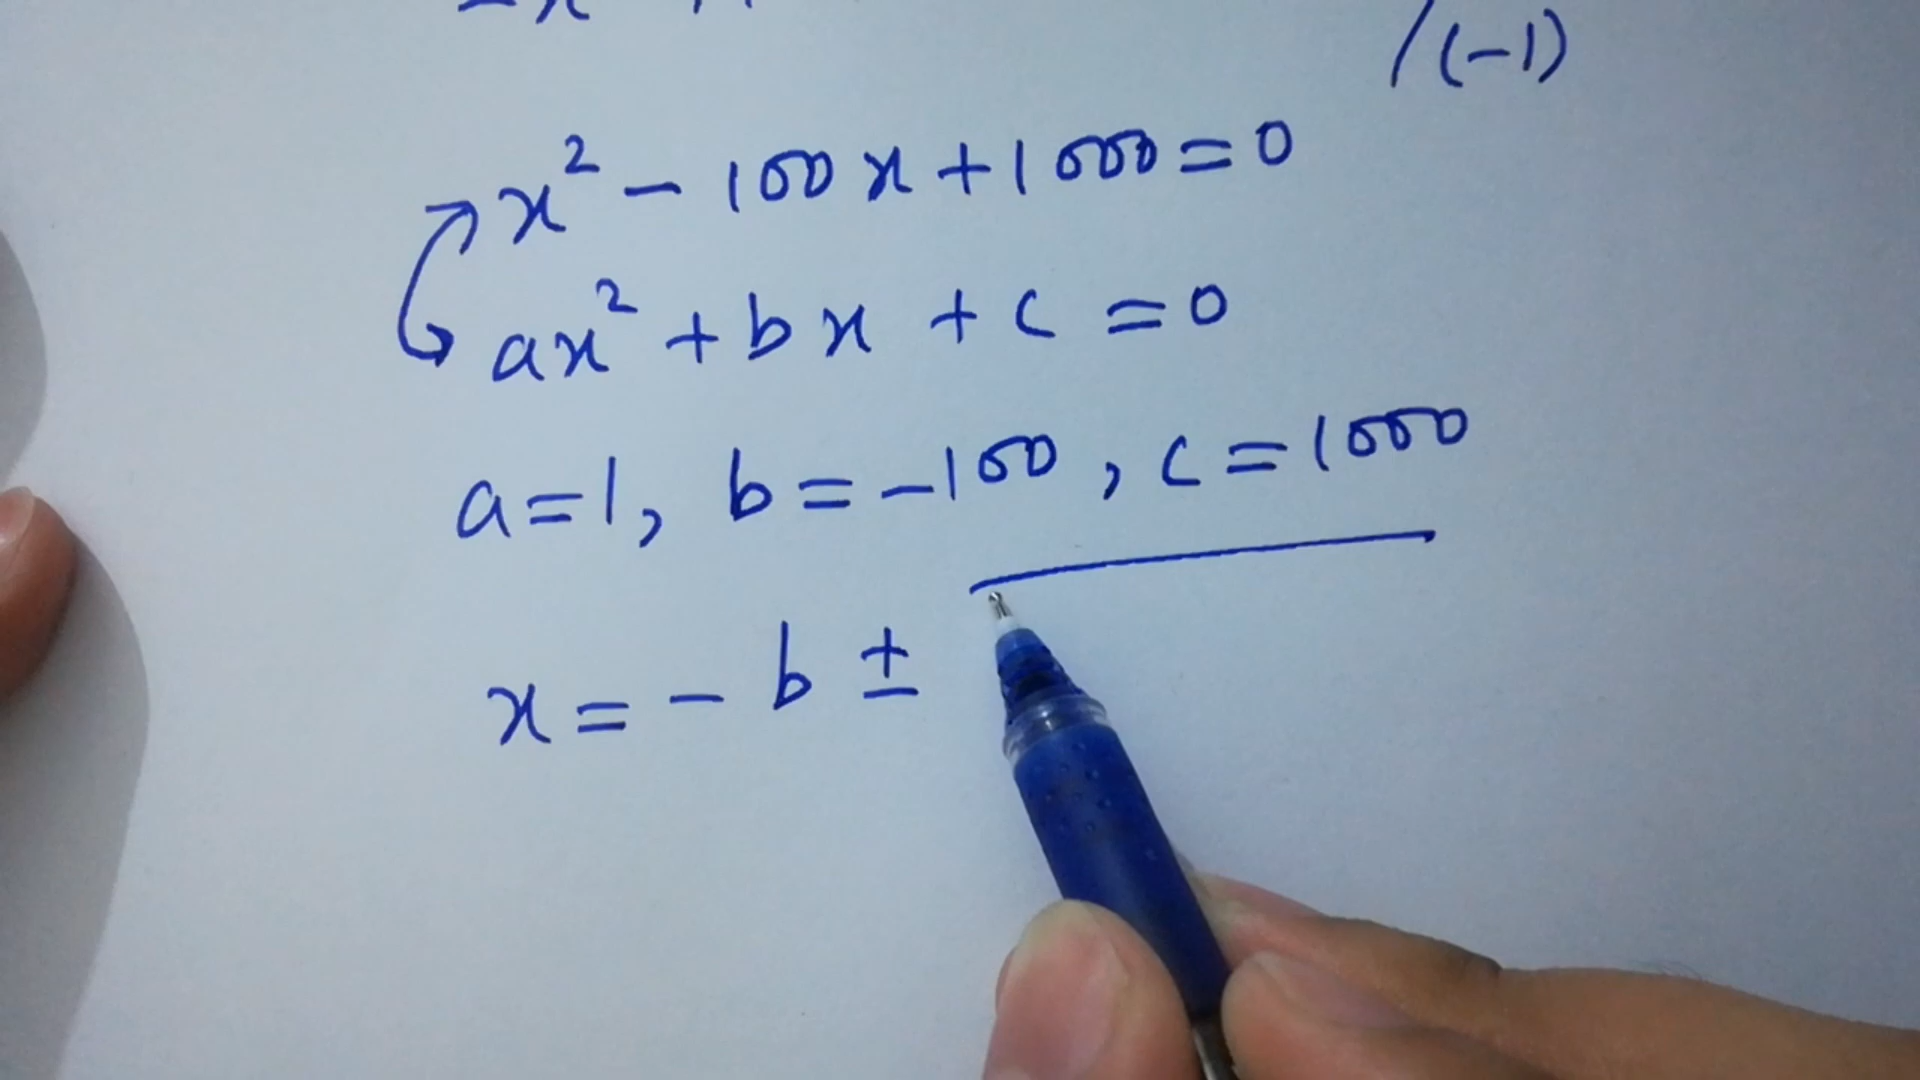 /(-1)
x² - 100x + 1000 = 0
ax² + bx + c = 0
a=1, b = -100, c = 1000
x = - b ±